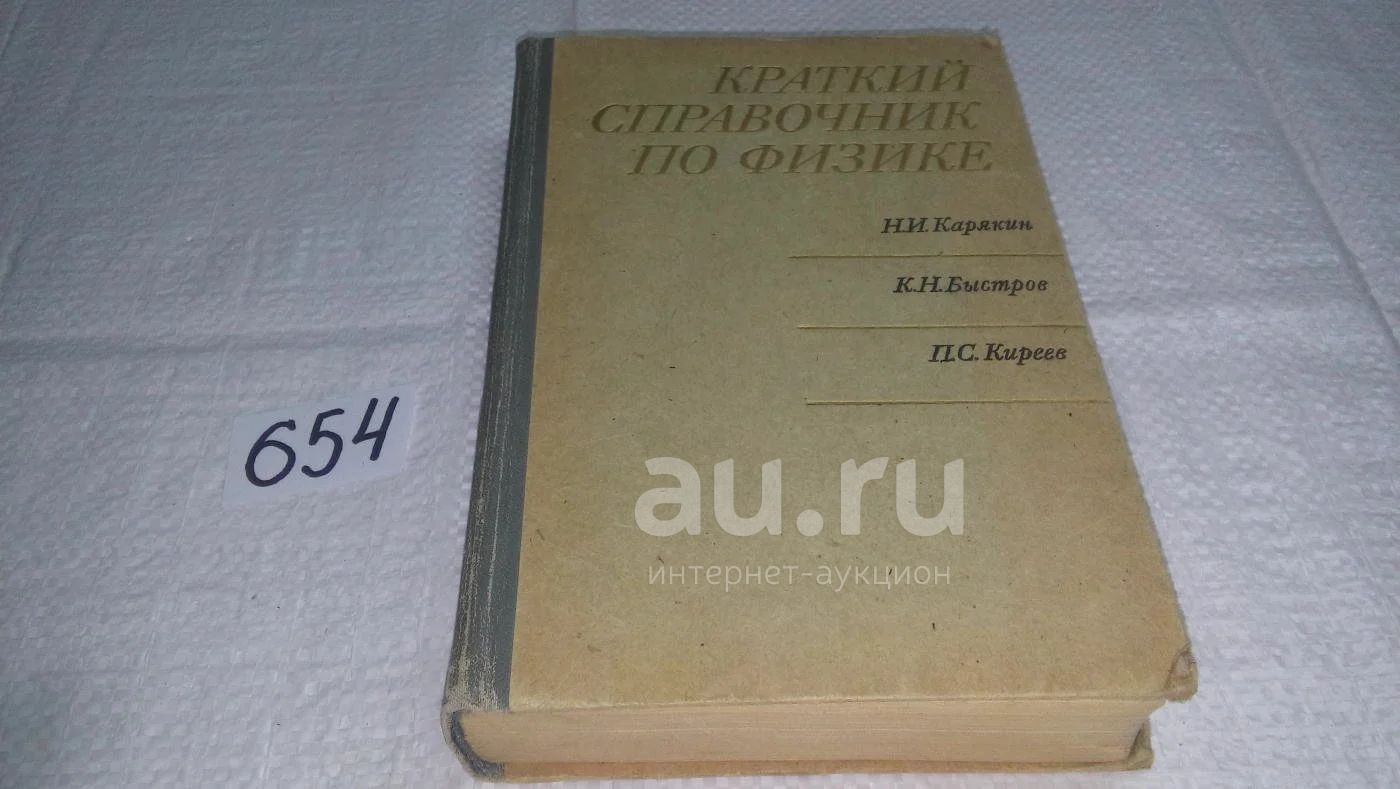 КРАТКИЙ
СПРАВОЧНИК
ПО ФИЗИКЕ
Н.И. Карякин
К.Н. Быстров
П.С. Киреев
654
au.ru
интернет-аукцион